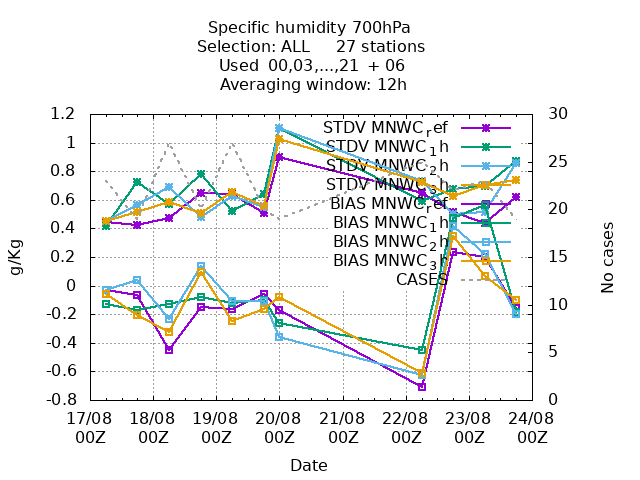 Specific humidity 700hPa
Selection: ALL 27 stations
Used 00,03,...,21 + 06
Averaging window: 12h
1.2
1
0.8
0.6
0.4
0.2
0
-0.2
-0.4
-0.6
-0.8
g/Kg
30
25
20
15
10
5
0
No cases
STDV MNWC_ref
STDV MNWC_1h
STDV MNWC_2h
STDV MNWC_3h
BIAS MNWC_ref
BIAS MNWC_1h
BIAS MNWC_2h
BIAS MNWC_3h
CASES
17/08 18/08 19/08 20/08 21/08 22/08 23/08 24/08
00Z 00Z 00Z 00Z 00Z 00Z 00Z 00Z
Date